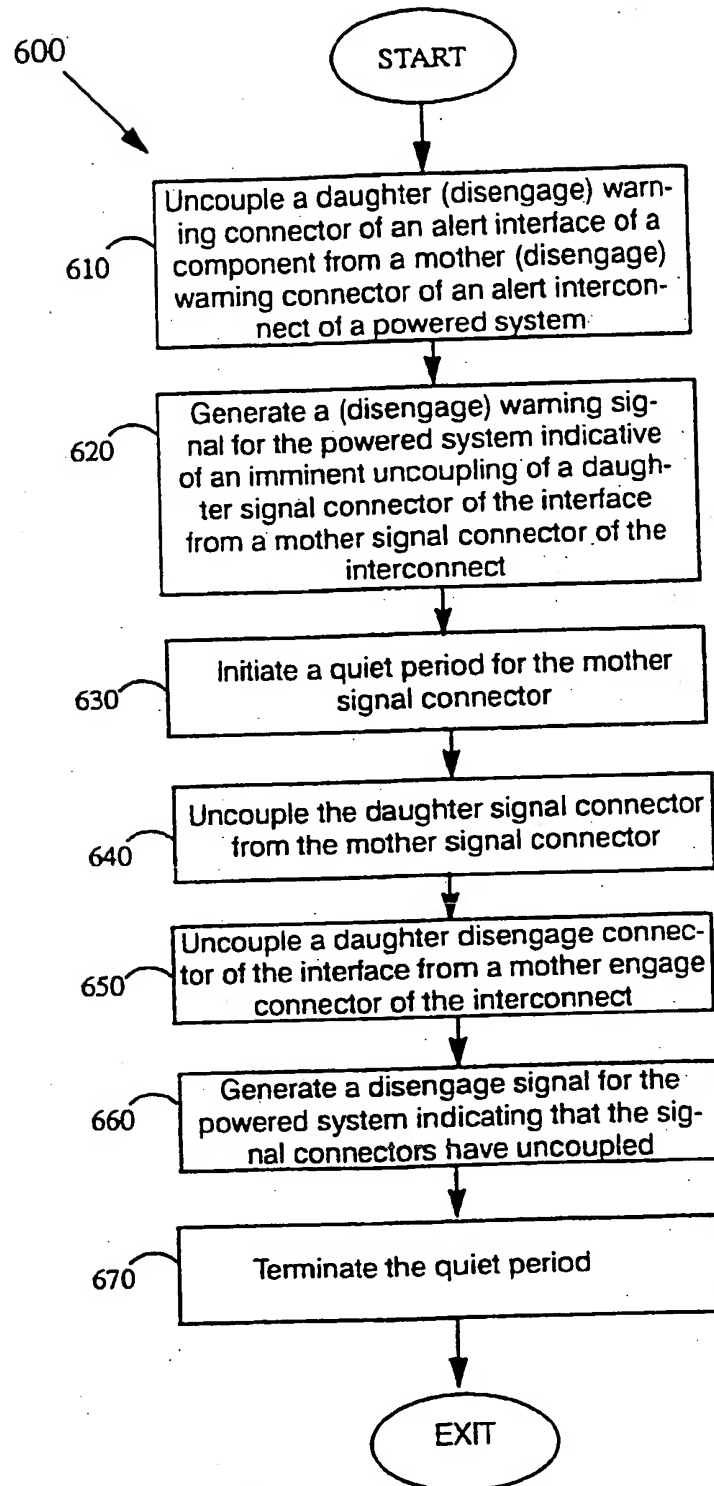 600
START
610
Uncouple a daughter (disengage) warn-
ing connector of an alert interface of a
component from a mother (disengage)
warning connector of an alert intercon-
nect of a powered system
620
Generate a (disengage) warning sig-
nal for the powered system indicative
of an imminent uncoupling of a daugh-
ter signal connector of the interface
from a mother signal connector of the
interconnect
630
Initiate a quiet period for the mother
signal connector
640
Uncouple the daughter signal connector
from the mother signal connector
650
Uncouple a daughter disengage connec-
tor of the interface from a mother engage
connector of the interconnect
660
Generate a disengage signal for the
powered system indicating that the sig-
nal connectors have uncoupled
670
Terminate the quiet period
EXIT